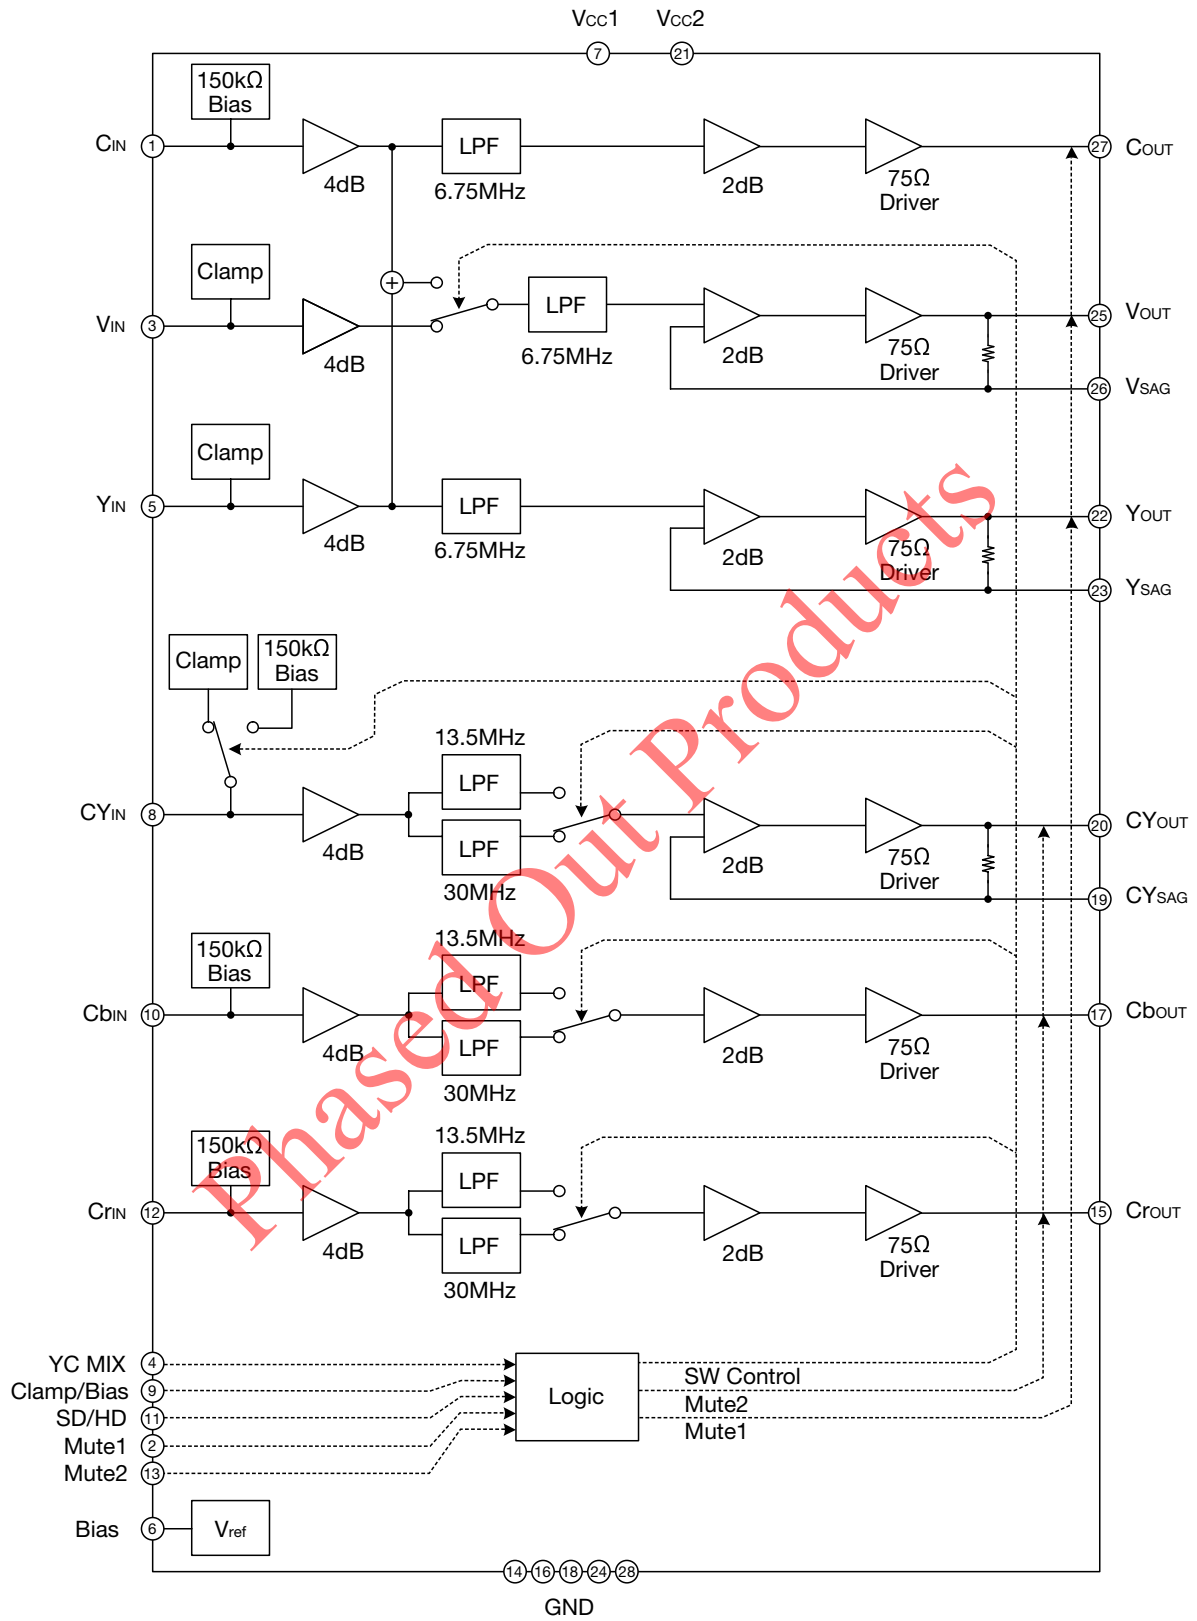 VCC1 VCC2
7 21
150kΩ
Bias
CIN 1 4dB LPF 6.75MHz 2dB 75Ω
Driver 27 COUT
Clamp
VIN 3 4dB + LPF 6.75MHz 2dB 75Ω
Driver 25 VOUT
26 VSAG
Clamp
YIN 5 4dB LPF 6.75MHz 2dB 75Ω
Driver 22 YOUT
23 YSAG
Clamp 150kΩ
Bias
13.5MHz
LPF
CYIN 8 4dB LPF 30MHz 2dB 75Ω
Driver 20 CYOUT
19 CYSAG
150kΩ
Bias
13.5MHz
LPF
CbIN 10 4dB LPF 30MHz 2dB 75Ω
Driver 17 CbOUT
150kΩ
Bias
13.5MHz
LPF
CrIN 12 4dB LPF 30MHz 2dB 75Ω
Driver 15 CrOUT
YC MIX 4
Clamp/Bias 9
SD/HD 11
Mute1 2
Mute2 13
Logic
SW Control
Mute2
Mute1
Bias 6 Vref
14 16 18 24 28
GND
Phased Out Products